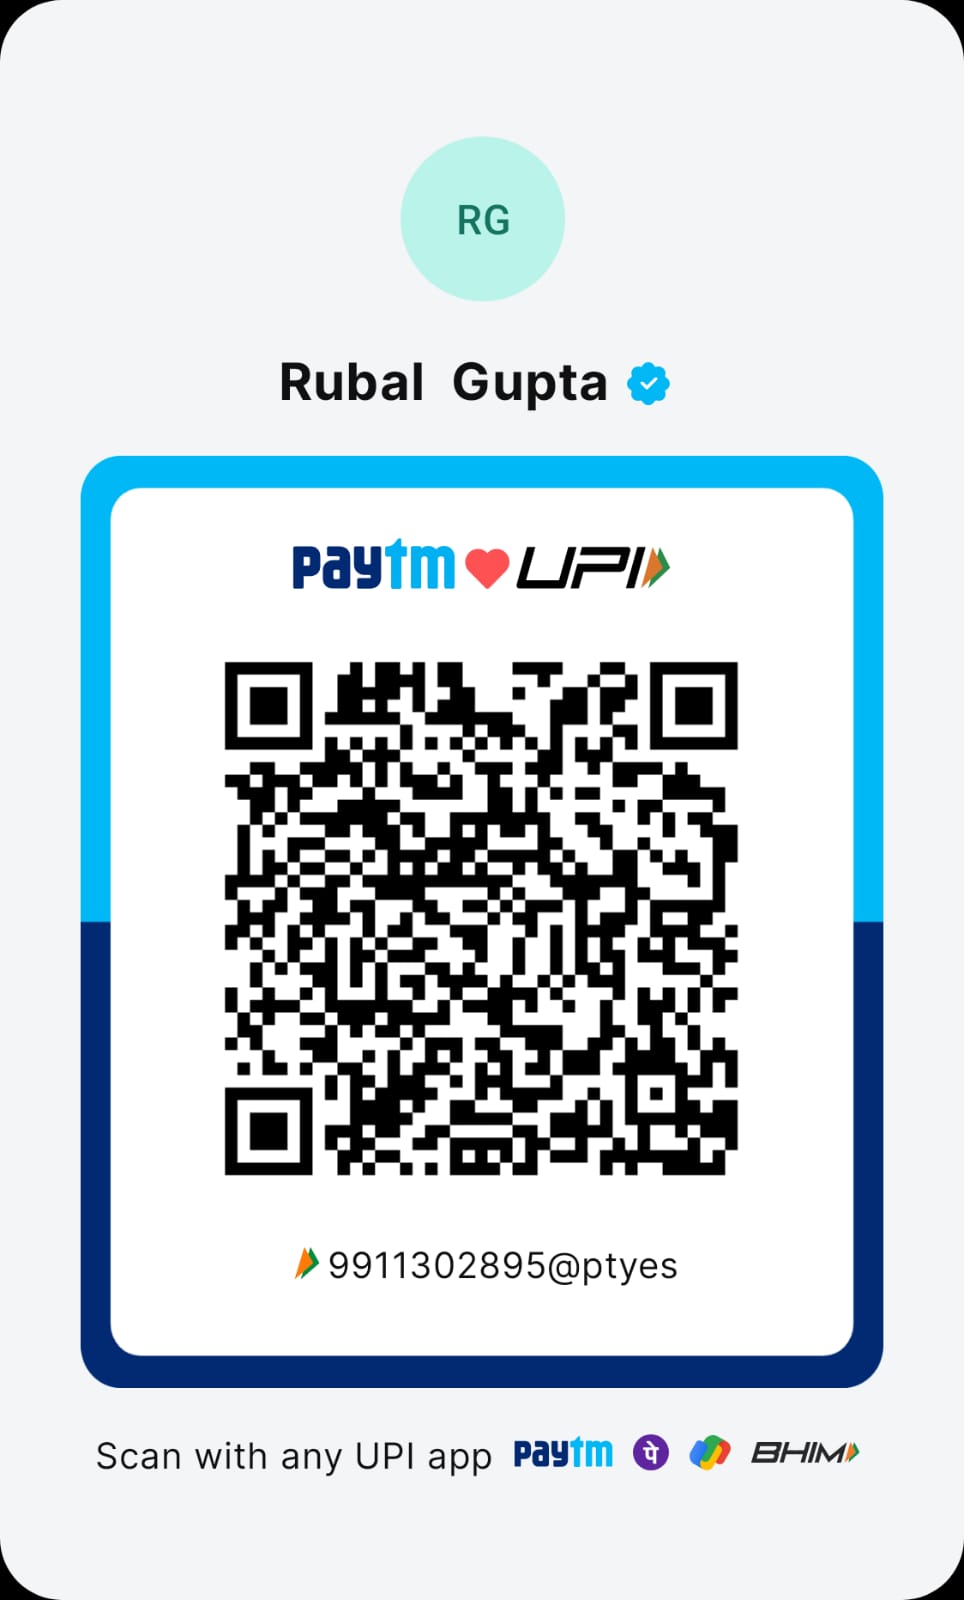 RG
Rubal Gupta
paytm UPI
9911302895@ptyes
Scan with any UPI app paytm पे BHIM